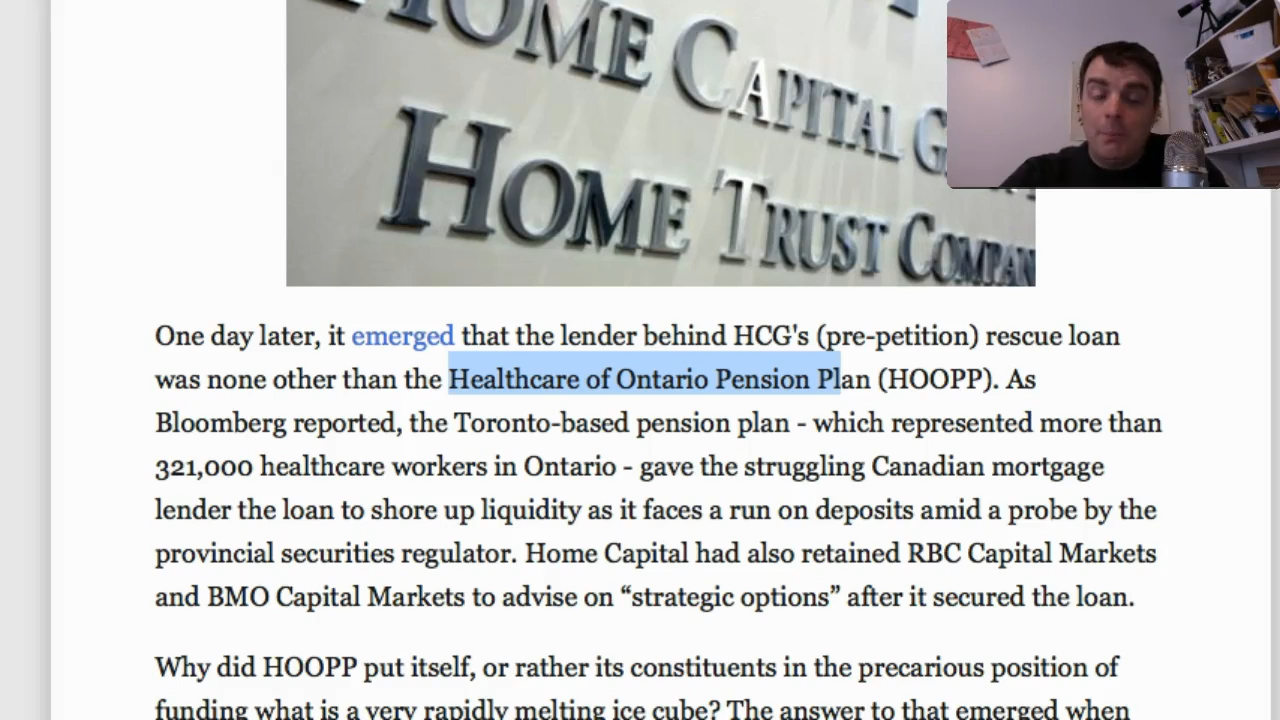 HOME CAPITAL G
HOME TRUST COMPAN
One day later, it emerged that the lender behind HCG's (pre-petition) rescue loan
was none other than the Healthcare of Ontario Pension Plan (HOOPP). As
Bloomberg reported, the Toronto-based pension plan - which represented more than
321,000 healthcare workers in Ontario - gave the struggling Canadian mortgage
lender the loan to shore up liquidity as it faces a run on deposits amid a probe by the
provincial securities regulator. Home Capital had also retained RBC Capital Markets
and BMO Capital Markets to advise on “strategic options” after it secured the loan.
Why did HOOPP put itself, or rather its constituents in the precarious position of
funding what is a very rapidly melting ice cube? The answer to that emerged when